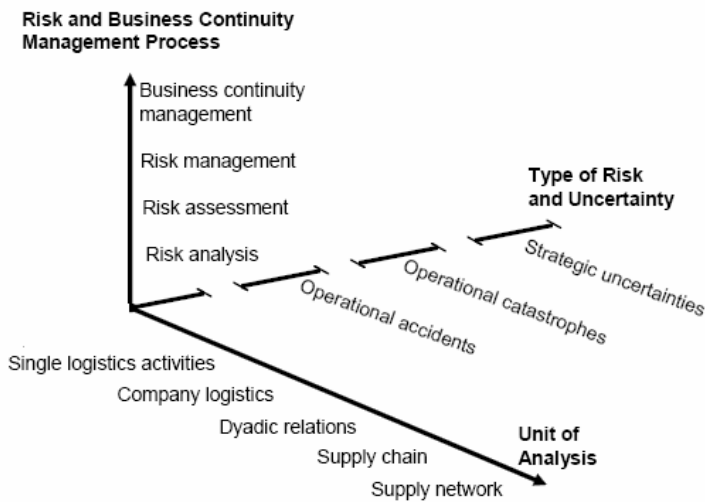 Risk and Business Continuity
Management Process
Business continuity
management
Risk management
Risk assessment
Risk analysis
Type of Risk
and Uncertainty
Strategic uncertainties
Operational catastrophes
Operational accidents
Single logistics activities
Company logistics
Dyadic relations
Supply chain
Supply network
Unit of
Analysis